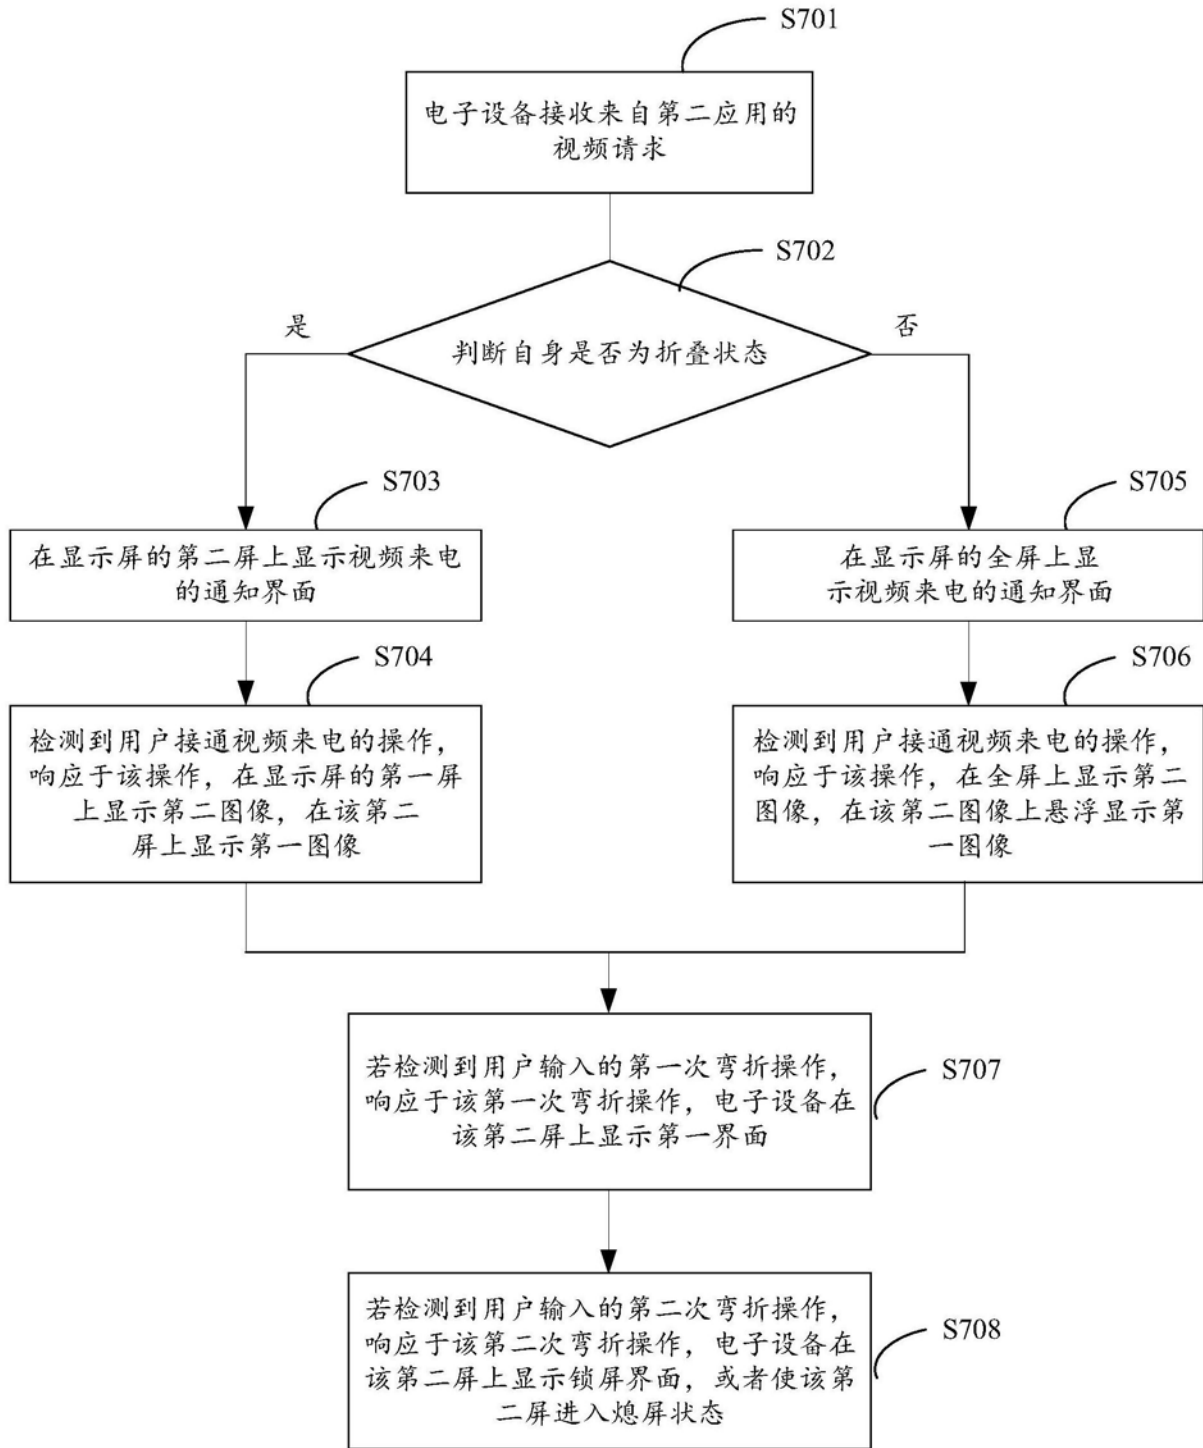 S701
电子设备接收来自第二应用的
视频请求
S702
是
否
判断自身是否为折叠状态
S703
S705
在显示屏的第二屏上显示视频来电
的通知界面
在显示屏的全屏上显
示视频来电的通知界面
S704
S706
检测到用户接通视频来电的操作，
响应于该操作，在显示屏的第一屏
上显示第二图像，在该第二
屏上显示第一图像
检测到用户接通视频来电的操作，
响应于该操作，在全屏上显示第二
图像，在该第二图像上悬浮显示第
一图像
若检测到用户输入的第一次弯折操作，
响应于该第一次弯折操作，电子设备在
该第二屏上显示第一界面
S707
若检测到用户输入的第二次弯折操作，
响应于该第二次弯折操作，电子设备在
该第二屏上显示锁屏界面，或者使该第
二屏进入熄屏状态
S708